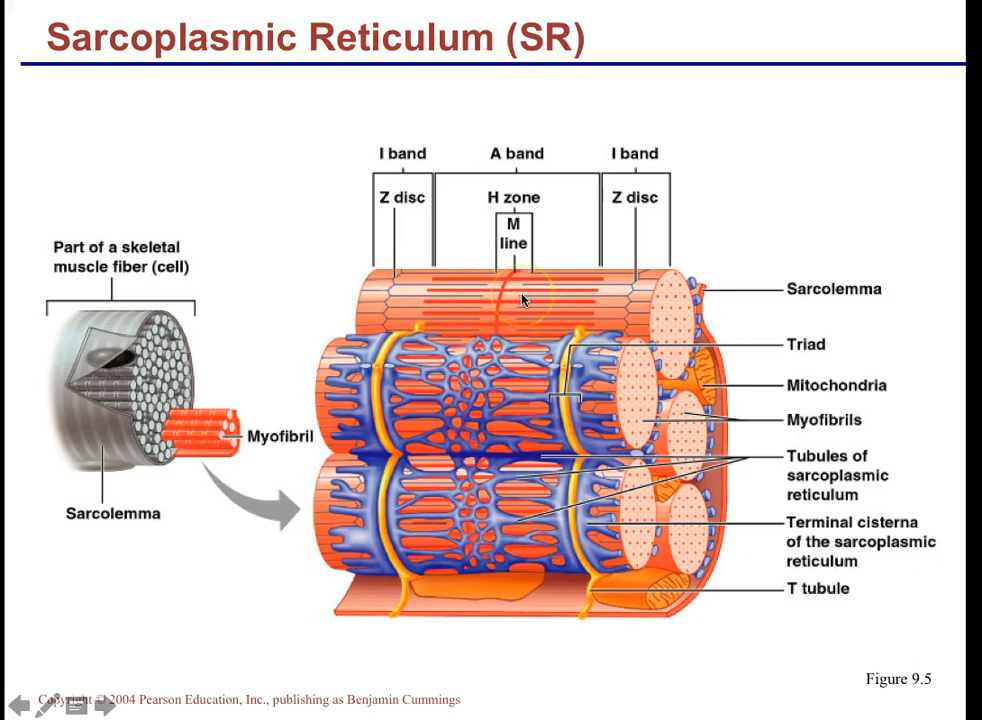 Sarcoplasmic Reticulum (SR)
I band
A band
I band
Z disc
H zone
Z disc
M
line
Part of a skeletal
muscle fiber (cell)
Sarcolemma
Triad
Mitochondria
Myofibrils
Myofibril
Tubules of
sarcoplasmic
reticulum
Sarcolemma
Terminal cisterna
of the sarcoplasmic
reticulum
T tubule
Figure 9.5
Copyright © 2004 Pearson Education, Inc., publishing as Benjamin Cummings